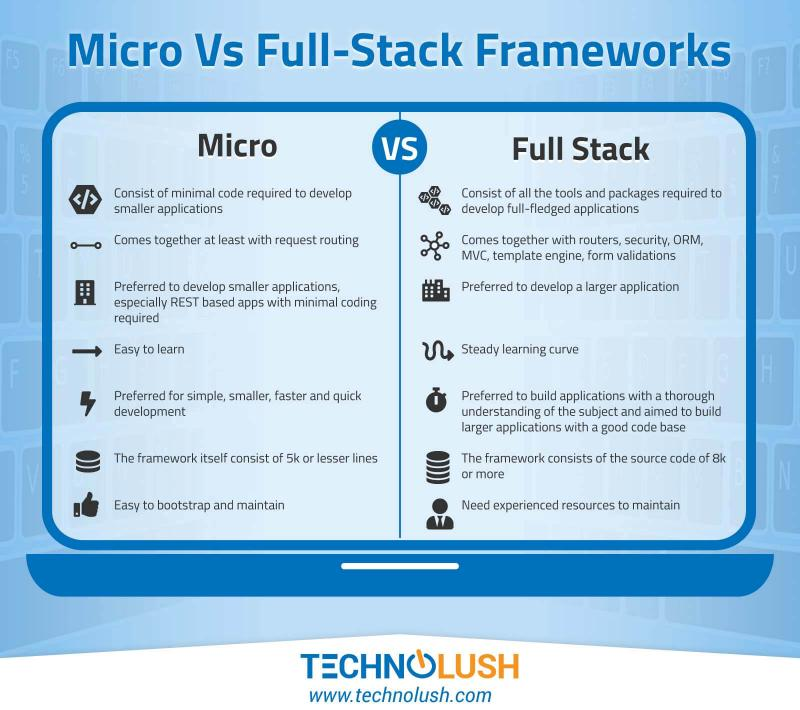 Micro Vs Full-Stack Frameworks
Micro
VS
Full Stack
Consist of minimal code required to develop
smaller applications
Comes together at least with request routing
Preferred to develop smaller applications,
especially REST based apps with minimal coding
required
Easy to learn
Preferred for simple, smaller, faster and quick
development
The framework itself consist of 5k or lesser lines
Easy to bootstrap and maintain
Consist of all the tools and packages required to
develop full-fledged applications
Comes together with routers, security, ORM,
MVC, template engine, form validations
Preferred to develop a larger application
Steady learning curve
Preferred to build applications with a thorough
understanding of the subject and aimed to build
larger applications with a good code base
The framework consists of the source code of 8k
or more
Need experienced resources to maintain
TECHNOLUSH
www.technolush.com